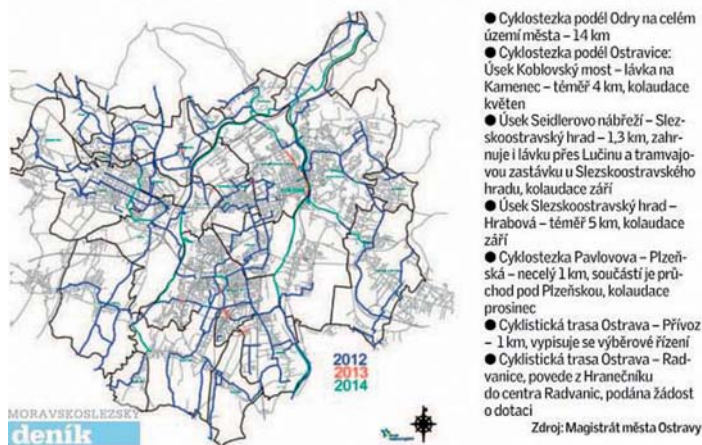 ● Cyklostezka podél Odry na celém
území města – 14 km
● Cyklostezka podél Ostravice:
Úsek Koblovský most – lávka na
Kamenec – téměř 4 km, kolaudace
květen
● Úsek Seidlerovo nábřeží – Slez-
skoostravský hrad – 1,3 km, zahr-
nuje i lávku přes Lučinu a tramvajo-
vou zastávku u Slezskoostravského
hradu, kolaudace září
● Úsek Slezskoostravský hrad –
Hrabová – téměř 5 km, kolaudace
září
● Cyklostezka Pavlovova – Plzeň-
ská – necelý 1 km, součástí je prů-
chod pod Plzeňskou, kolaudace
prosinec
● Cyklistická trasa Ostrava – Přívoz
– 1 km, vypisuje se výběrové řízení
● Cyklistická trasa Ostrava – Rad-
vanice, povede z Hranečníku
do centra Radvanic, podána žádost
o dotaci
Zdroj: Magistrát města Ostravy
2012
2013
2014
MORAVSKOSLEZSKÝ
deník